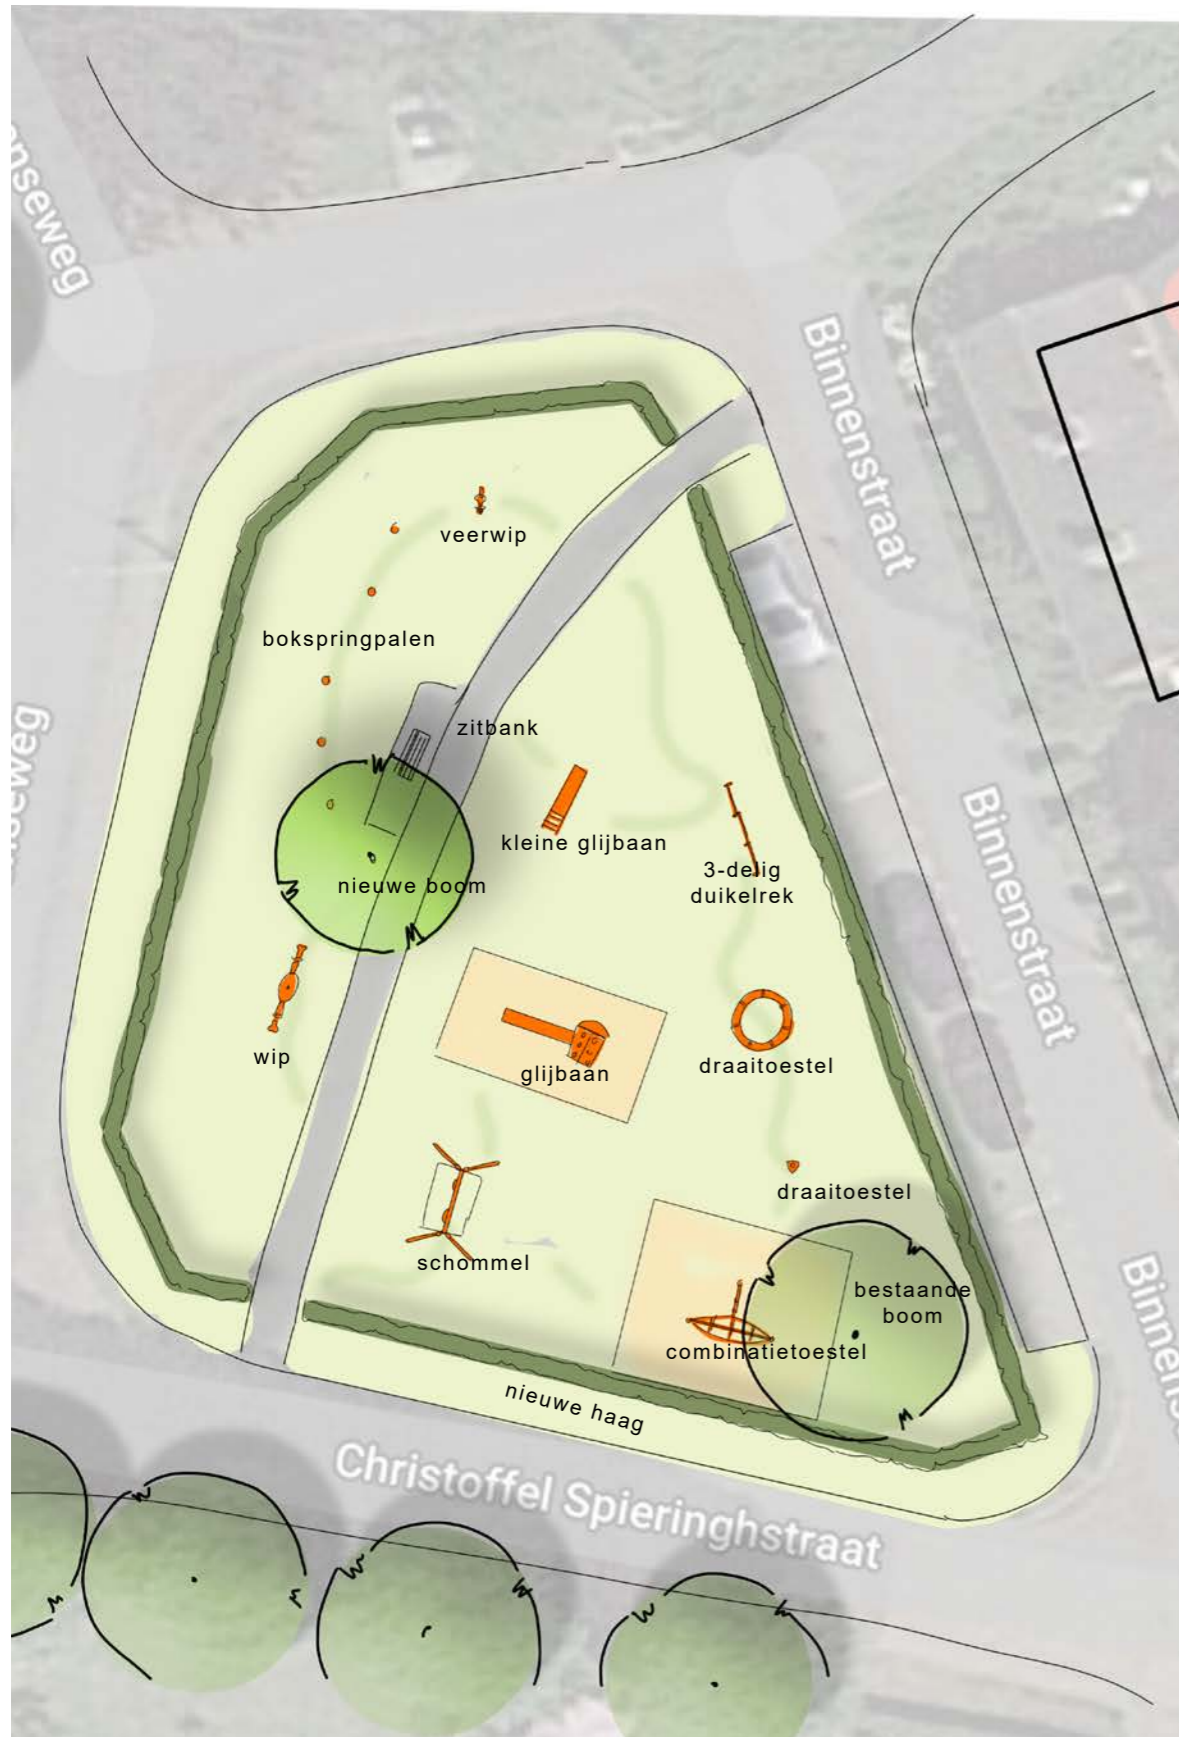 Binnenstraat
veerwip
bokspringpalen
zitbank
Binnenstraat
kleine glijbaan
3-delig
duikelrek
nieuwe boom
wip
glijbaan
draaitoestel
draaitoestel
schommel
bestaande
boom
combinatietoestel
nieuwe haag
Christoffel Spieringhstraat